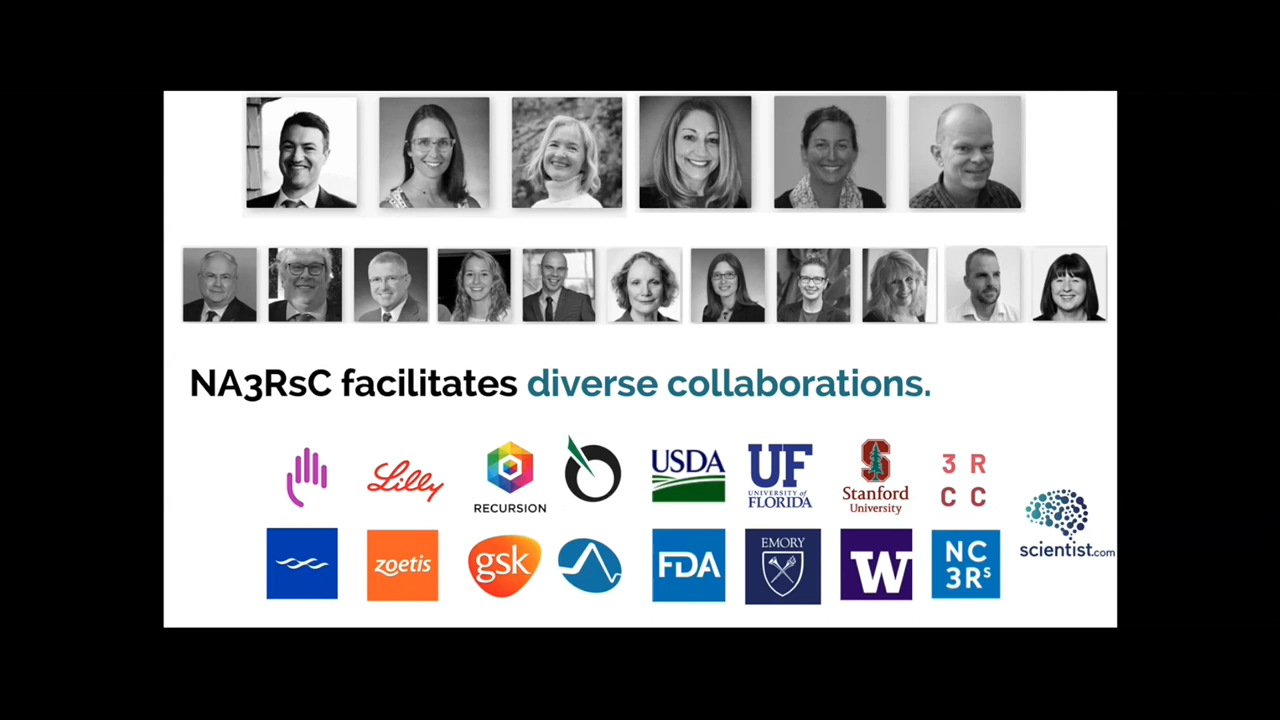 NA3RsC facilitates diverse collaborations.
Lilly
RECURSION
USDA
UF
UNIVERSITY of
FLORIDA
S
Stanford
University
3 R
C C
scientist.com
zoetis
gsk
FDA
EMORY
W
NC
3Rs